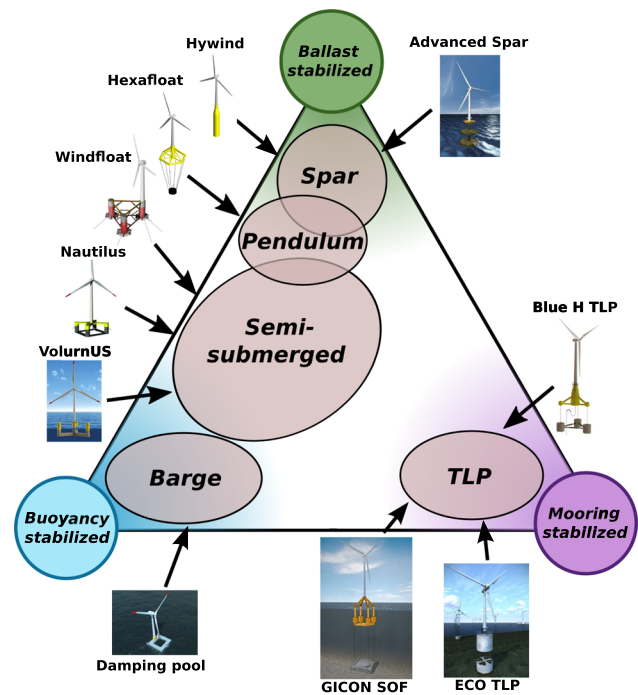 Hywind
Ballast
stabilized
Advanced Spar
Hexafloat
Windfloat
Spar
Pendulum
Nautilus
Semi-
submerged
Blue H TLP
VolurnUS
Barge
TLP
Buoyancy
stabilized
Mooring
stabilized
Damping pool
GICON SOF
ECO TLP